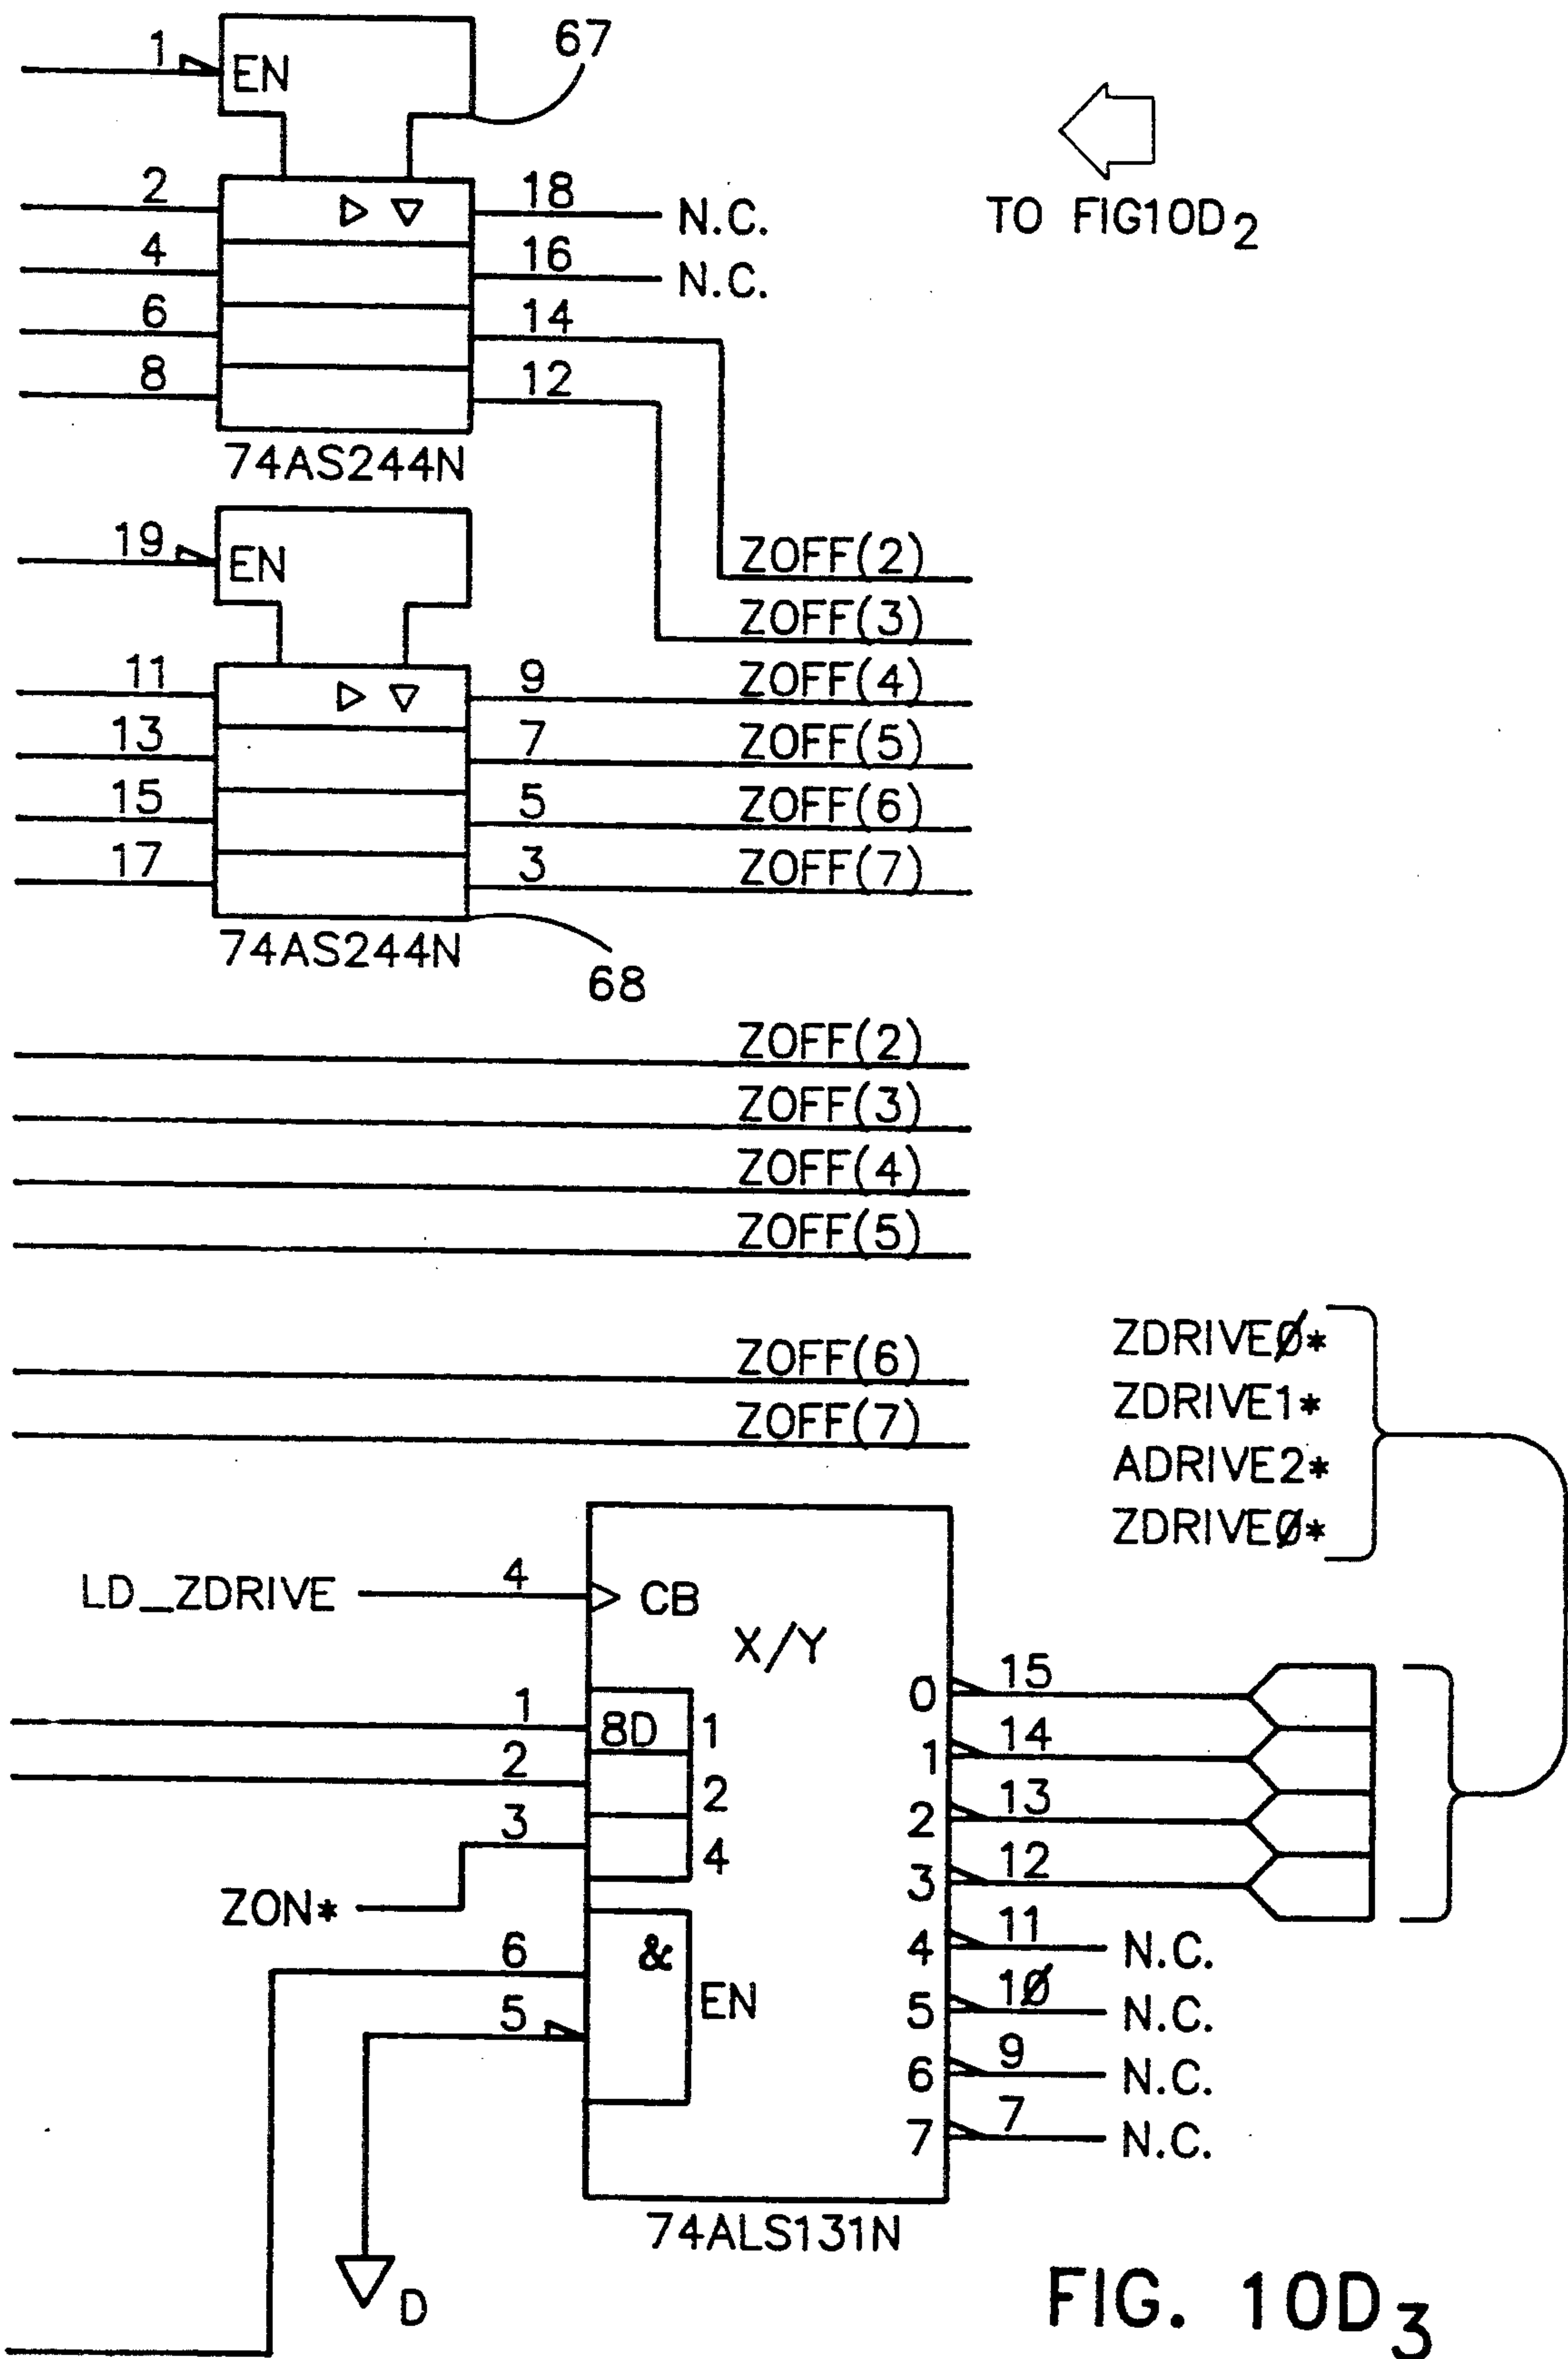 1
EN
67
2
18
N.C.
TO FIG10D2
4
16
N.C.
6
14
8
12
74AS244N
19
EN
ZOFF(2)
ZOFF(3)
11
9
ZOFF(4)
13
7
ZOFF(5)
15
5
ZOFF(6)
17
3
ZOFF(7)
74AS244N
68
ZOFF(2)
ZOFF(3)
ZOFF(4)
ZOFF(5)
ZOFF(6)
ZOFF(7)
ZDRIVEØ*
ZDRIVE1*
ADRIVE2*
ZDRIVEØ*
LD_ZDRIVE
4
CB
X/Y
1
8D
1
2
2
3
4
ZON*
6
&
EN
5
0
15
1
14
2
13
3
12
4
11
N.C.
5
1Ø
N.C.
6
9
N.C.
7
7
N.C.
74ALS131N
D
FIG. 10D3